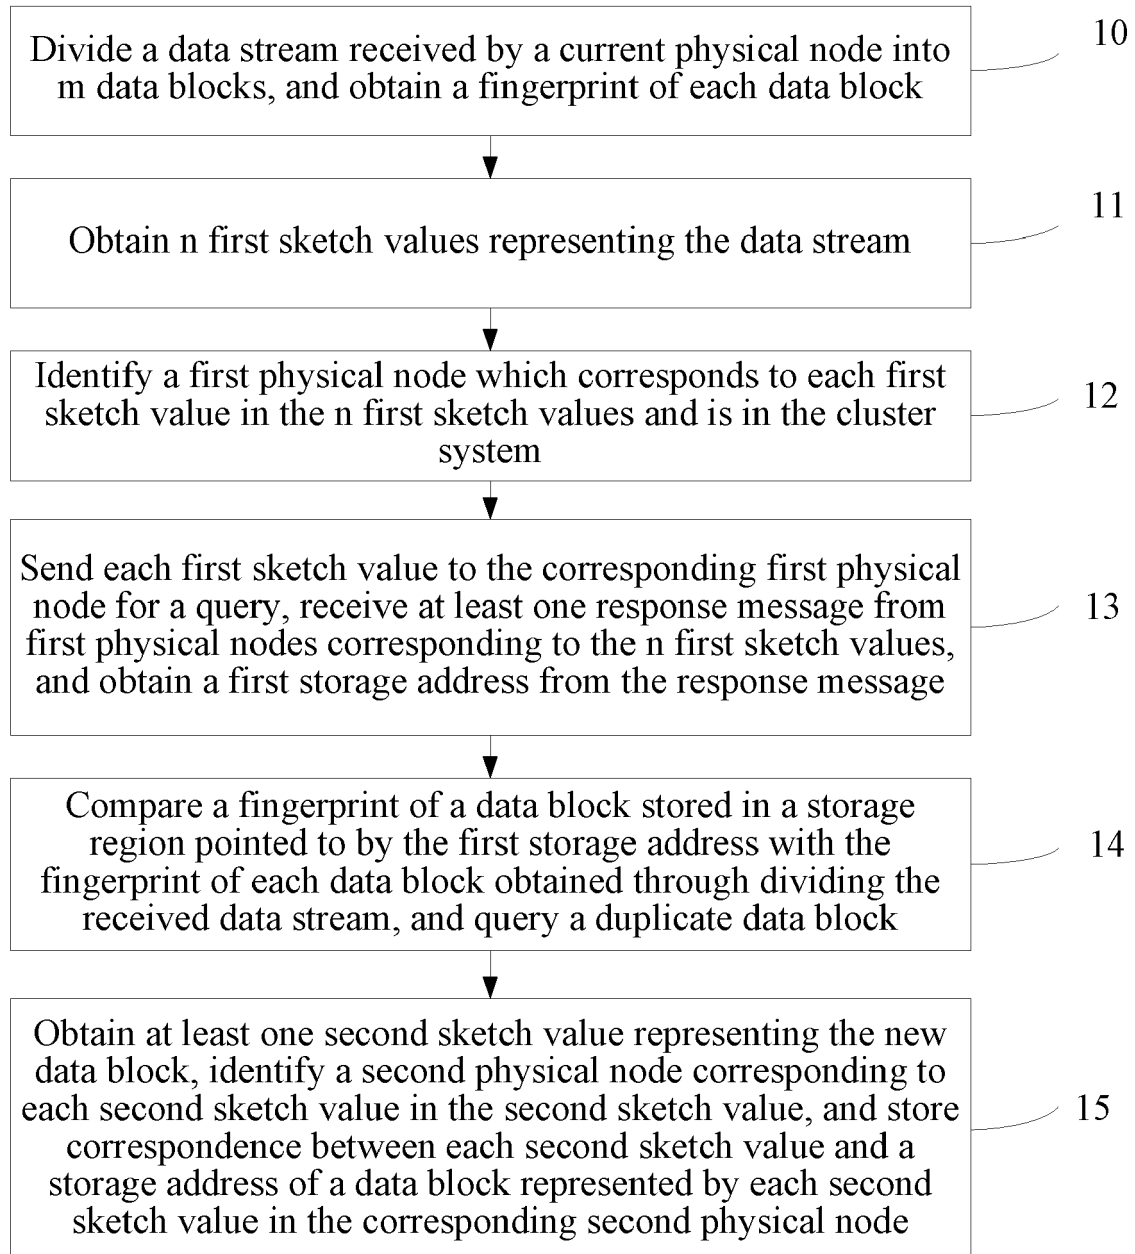 Divide a data stream received by a current physical node into
m data blocks, and obtain a fingerprint of each data block
10
Obtain n first sketch values representing the data stream
11
Identify a first physical node which corresponds to each first
sketch value in the n first sketch values and is in the cluster
system
12
Send each first sketch value to the corresponding first physical
node for a query, receive at least one response message from
first physical nodes corresponding to the n first sketch values,
and obtain a first storage address from the response message
13
Compare a fingerprint of a data block stored in a storage
region pointed to by the first storage address with the
fingerprint of each data block obtained through dividing the
received data stream, and query a duplicate data block
14
Obtain at least one second sketch value representing the new
data block, identify a second physical node corresponding to
each second sketch value in the second sketch value, and store
correspondence between each second sketch value and a
storage address of a data block represented by each second
sketch value in the corresponding second physical node
15